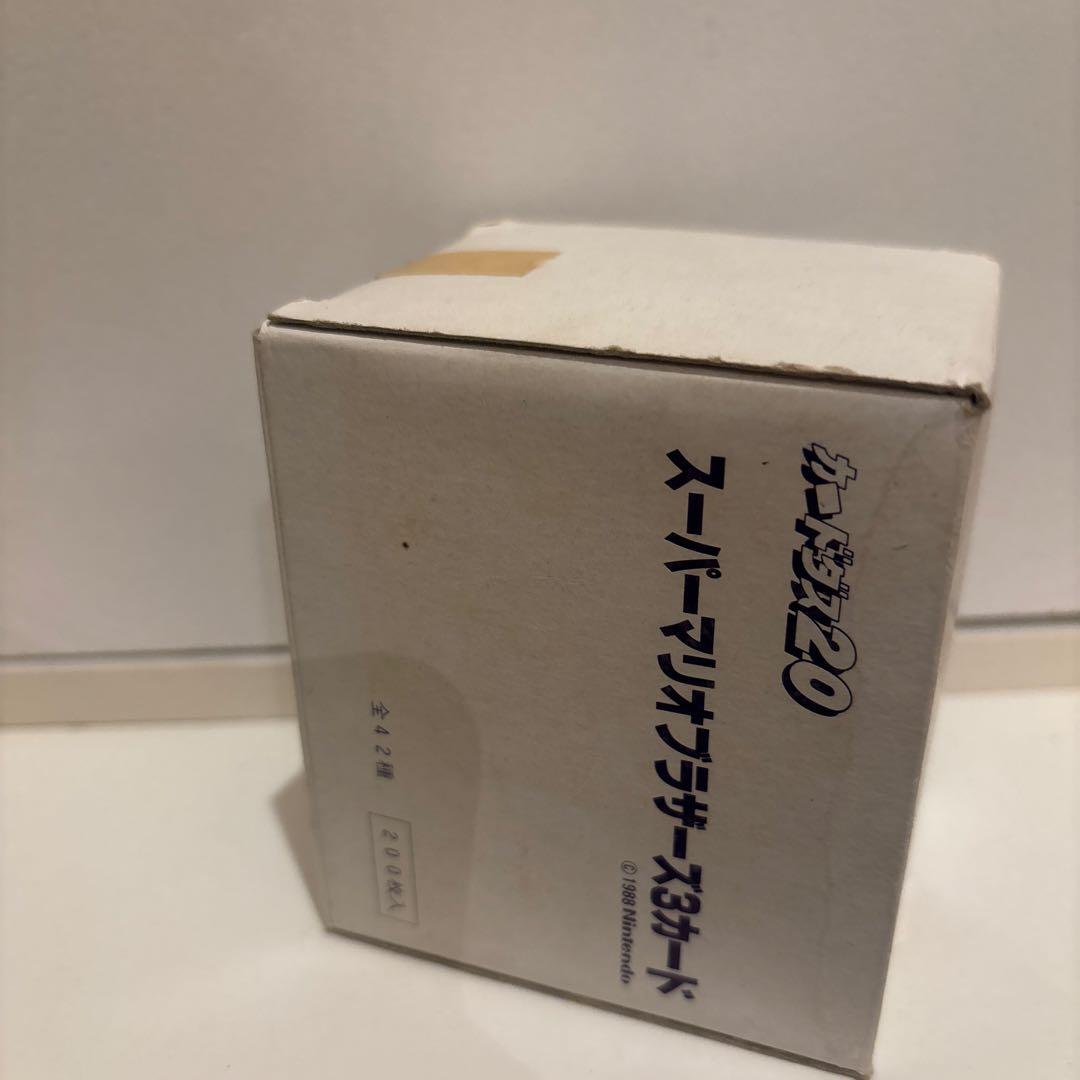 カードダス20
スーパーマリオブラザーズ3カード
©1988 Nintendo
全42種
200枚入